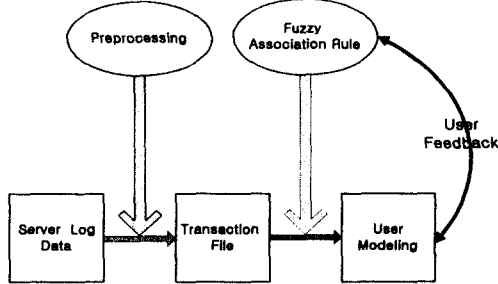 Preprocessing
Fuzzy
Association Rule
User
Feedback
Server Log
Data
Transaction
File
User
Modeling